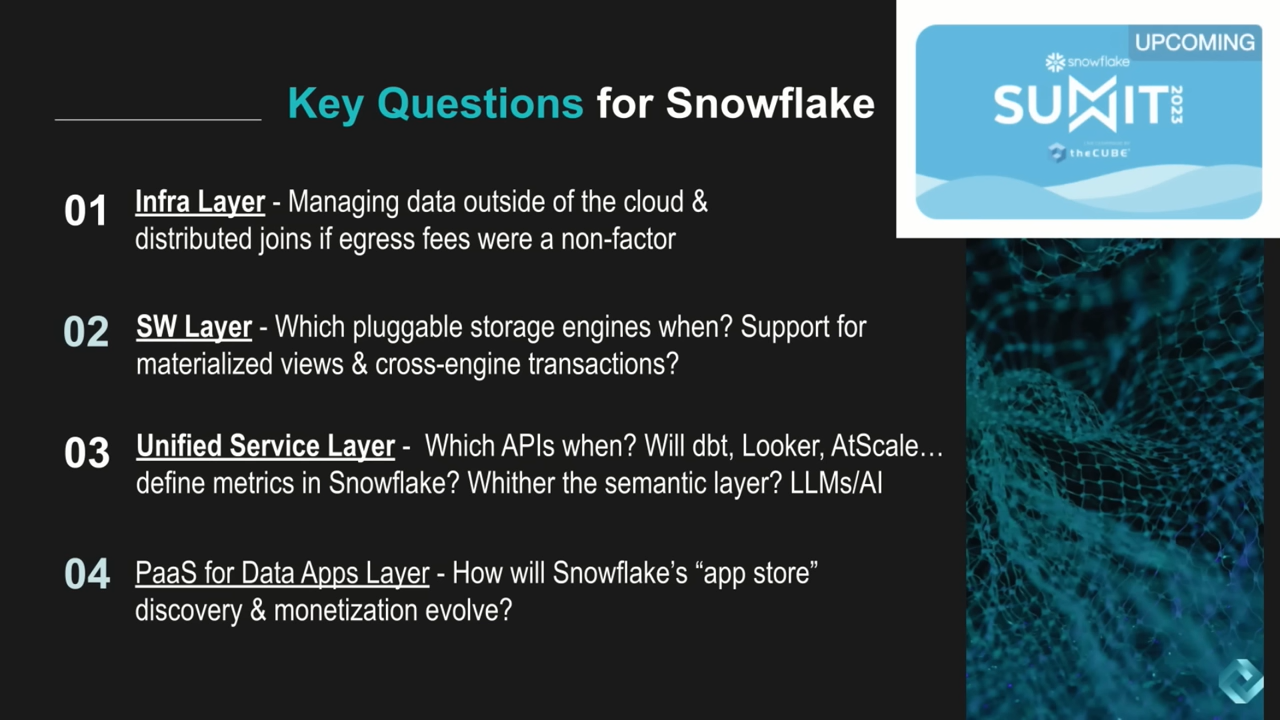 UPCOMING
snowflake
SUMMIT 2023
theCUBE
Key Questions for Snowflake
01
Infra Layer - Managing data outside of the cloud &
distributed joins if egress fees were a non-factor
02
SW Layer - Which pluggable storage engines when? Support for
materialized views & cross-engine transactions?
03
Unified Service Layer -  Which APIs when? Will dbt, Looker, AtScale…
define metrics in Snowflake? Whither the semantic layer? LLMs/AI
04
PaaS for Data Apps Layer - How will Snowflake’s “app store”
discovery & monetization evolve?